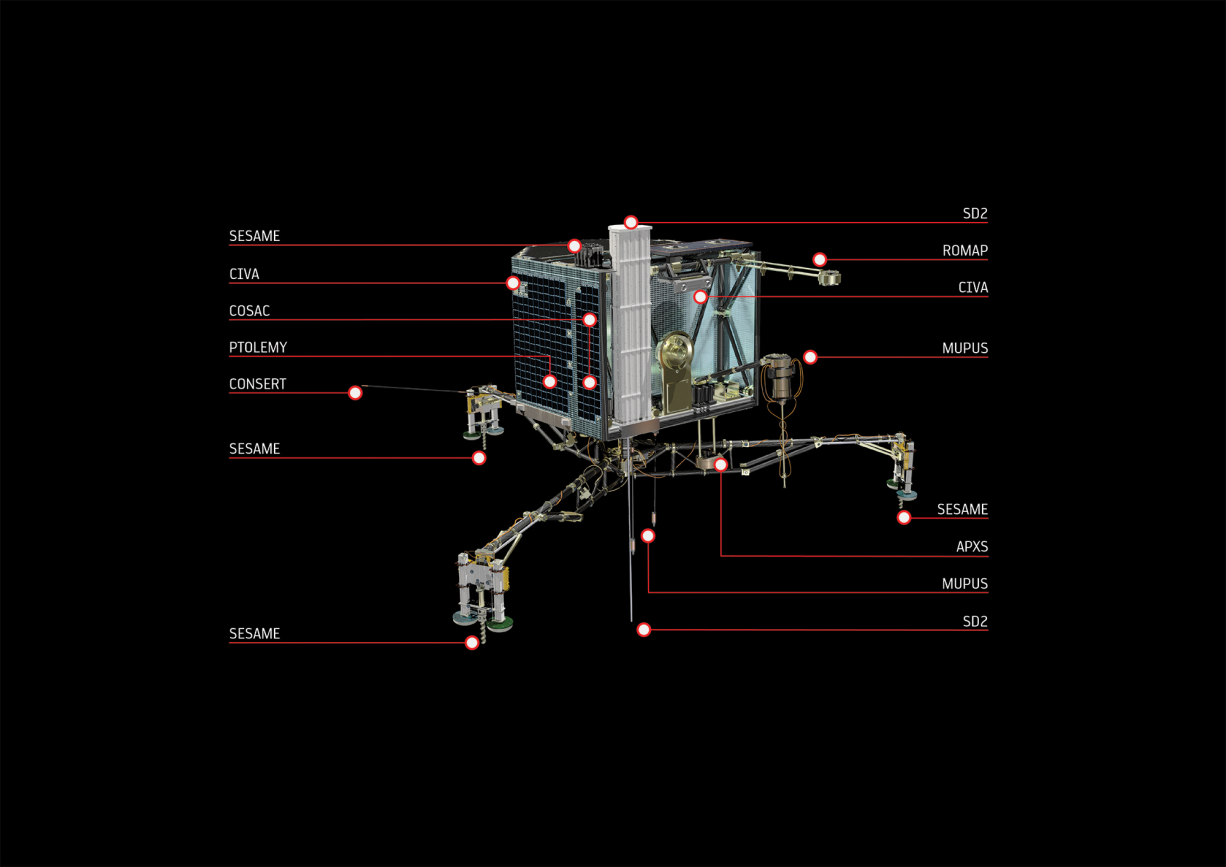 SESAME
CIVA
COSAC
PTOLEMY
CONSERT
SESAME
SESAME
SD2
ROMAP
CIVA
MUPUS
SESAME
APXS
MUPUS
SD2